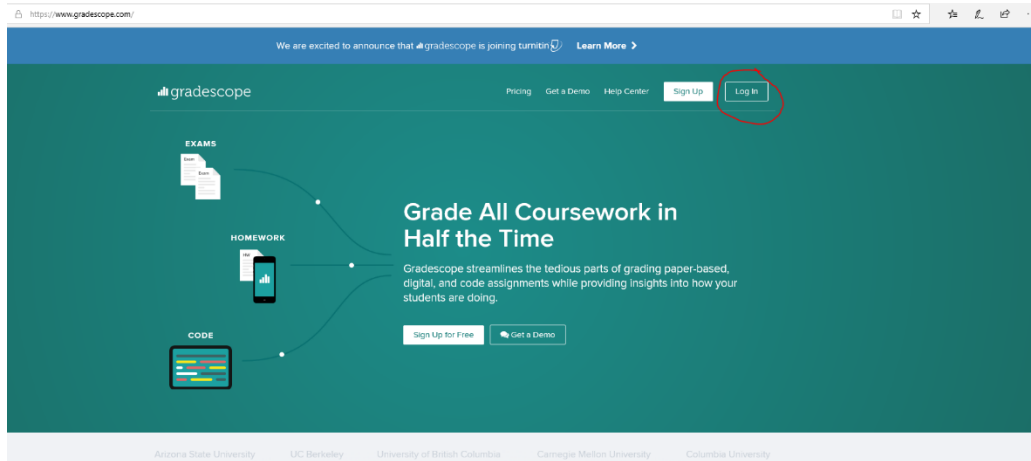 https://www.gradescope.com/
We are excited to announce that gradescope is joining turnitin Learn More >
gradescope
Pricing Get a Demo Help Center Sign Up Log In
EXAMS
Exam
Exam
Grade All Coursework in
Half the Time
HOMEWORK
HW
Gradescope streamlines the tedious parts of grading paper-based,
digital, and code assignments while providing insights into how your
students are doing.
CODE
Sign Up for Free Get a Demo
Arizona State University UC Berkeley University of British Columbia Carnegie Mellon University Columbia University